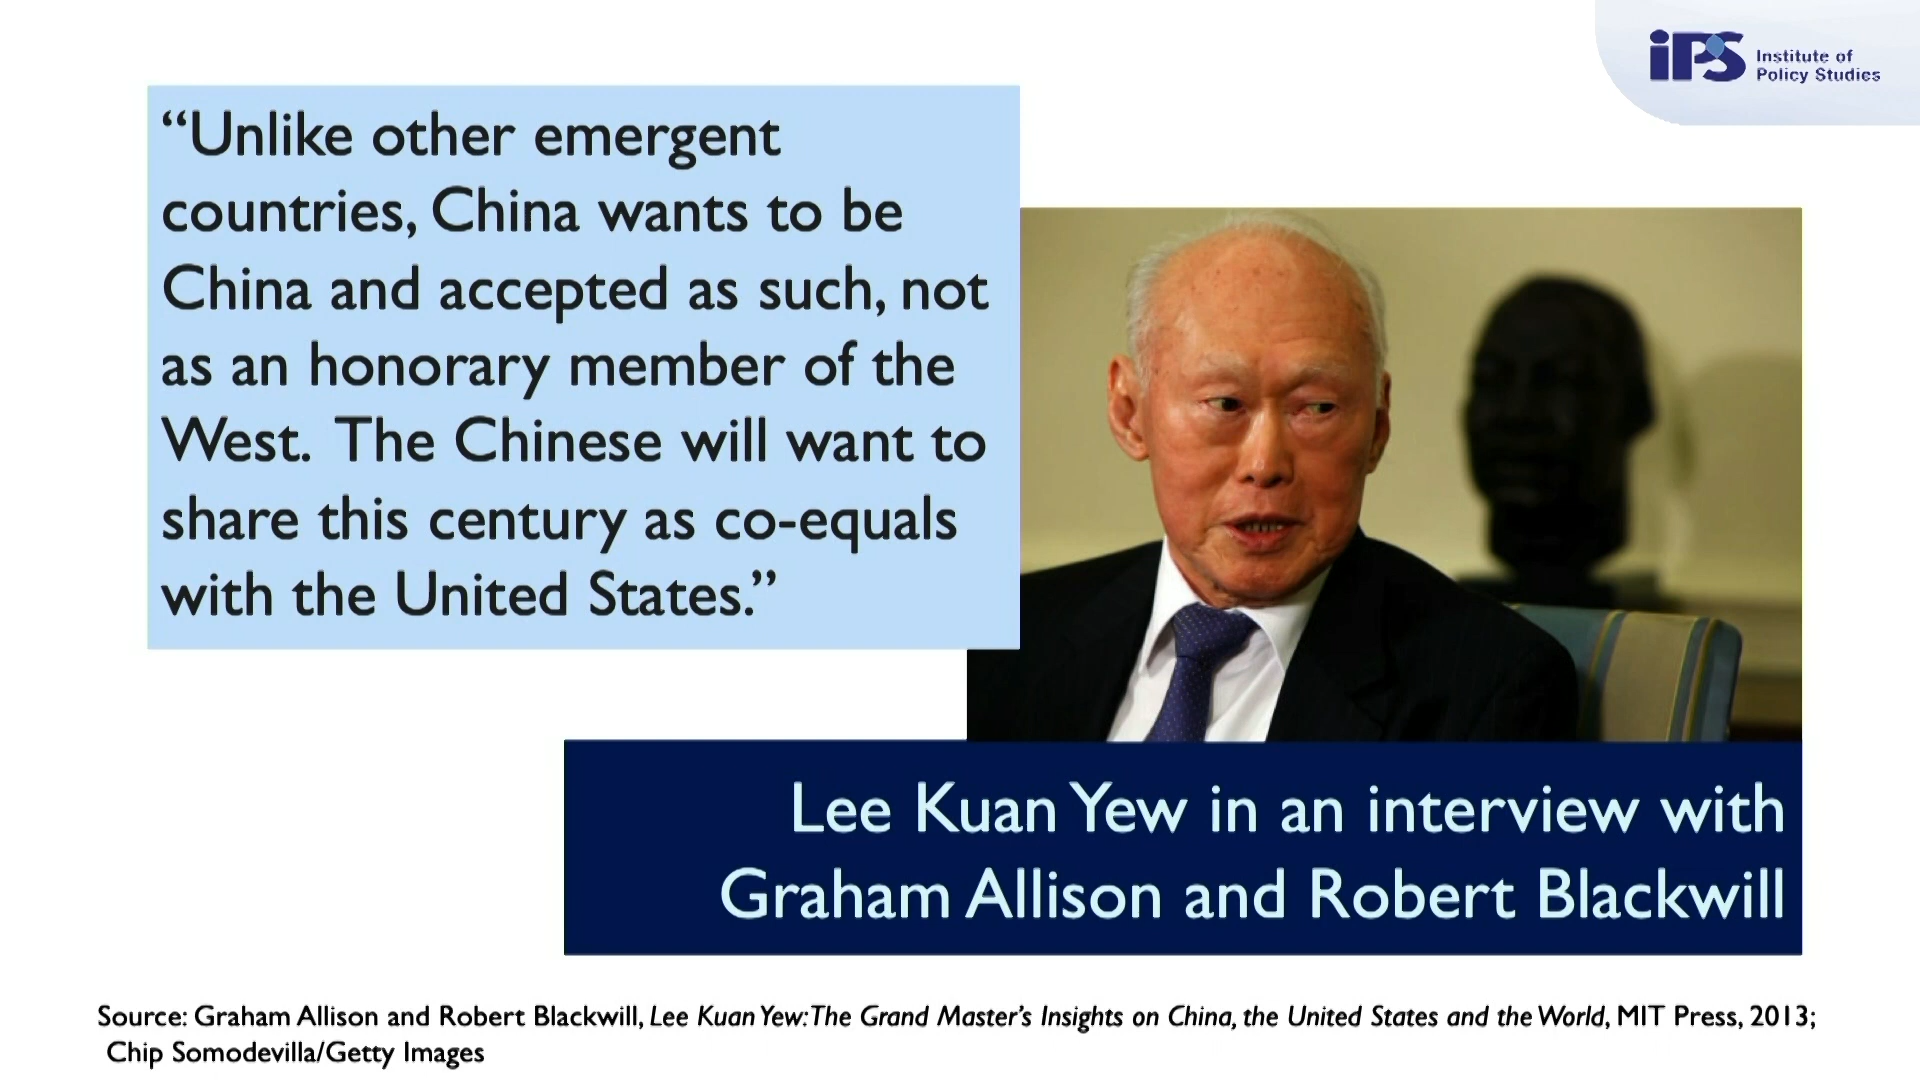 iPS Institute of
Policy Studies
“Unlike other emergent
countries, China wants to be
China and accepted as such, not
as an honorary member of the
West. The Chinese will want to
share this century as co-equals
with the United States.”
Lee Kuan Yew in an interview with
Graham Allison and Robert Blackwill
Source: Graham Allison and Robert Blackwill, Lee Kuan Yew: The Grand Master’s Insights on China, the United States and the World, MIT Press, 2013;
Chip Somodevilla/Getty Images